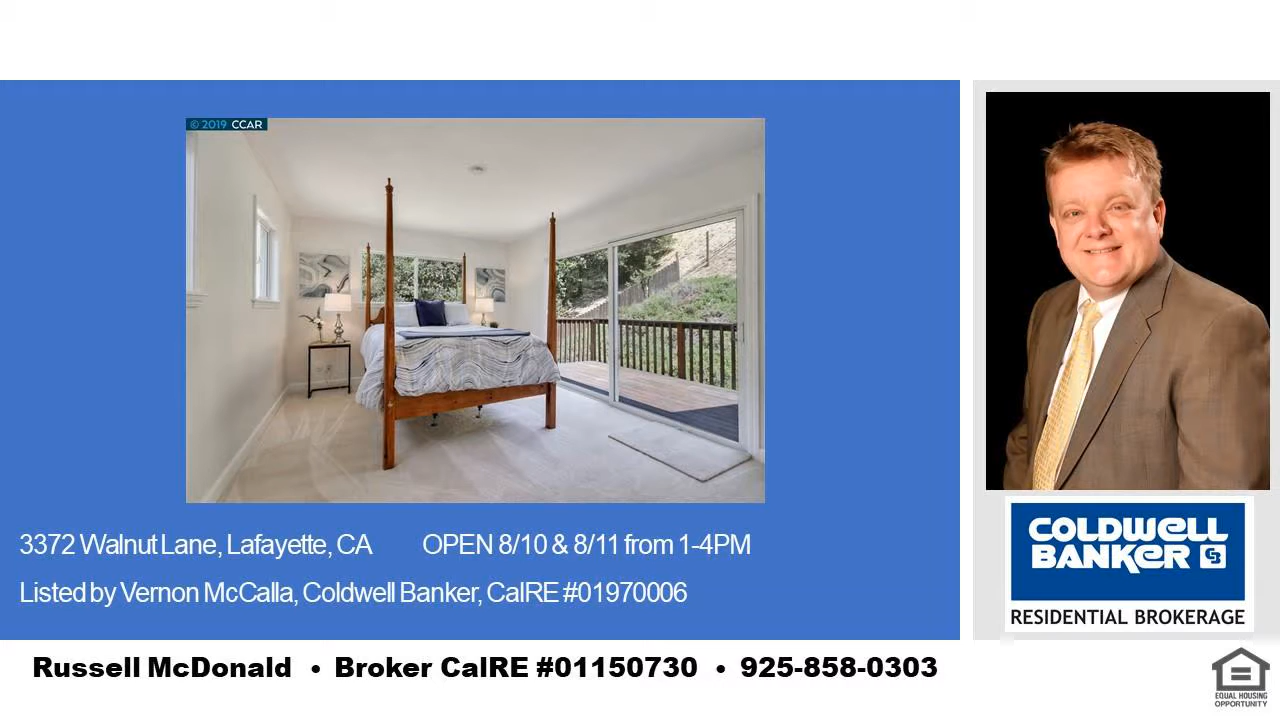 © 2019 CCAR
3372 Walnut Lane, Lafayette, CA OPEN 8/10 & 8/11 from 1-4PM
Listed by Vernon McCalla, Coldwell Banker, CalRE #01970006
COLDWELL
BANKER CB
RESIDENTIAL BROKERAGE
Russell McDonald • Broker CalRE #01150730 • 925-858-0303
EQUAL HOUSING
OPPORTUNITY